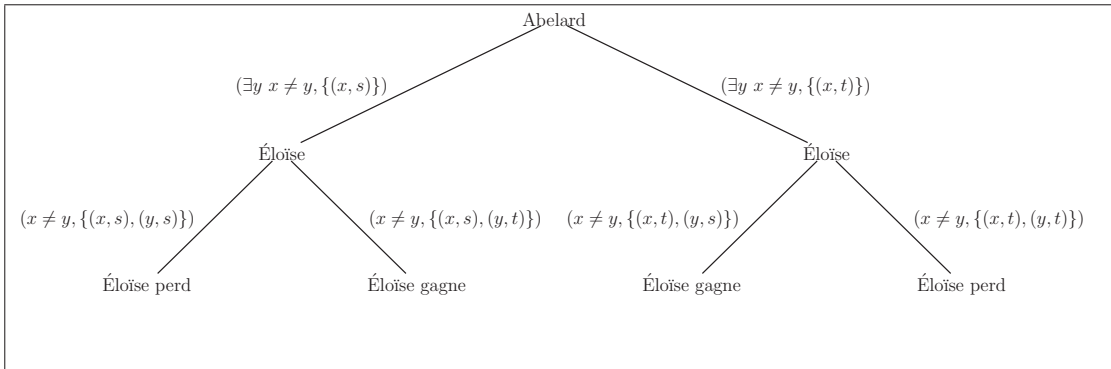 Abelard
(∃y x ≠ y, {(x, s)}) (∃y x ≠ y, {(x, t)})
Éloïse Éloïse
(x ≠ y, {(x, s), (y, s)}) (x ≠ y, {(x, s), (y, t)}) (x ≠ y, {(x, t), (y, s)}) (x ≠ y, {(x, t), (y, t)})
Éloïse perd Éloïse gagne Éloïse gagne Éloïse perd